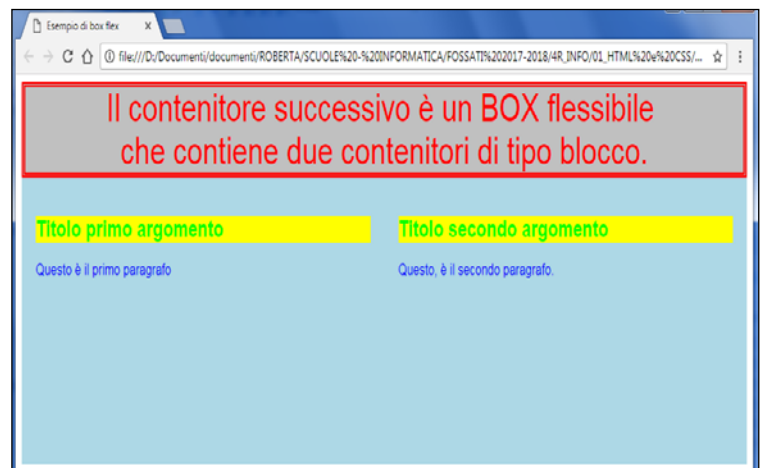 Esempio di box flex
file:///D:/Documenti/documenti/ROBERTA/SCUOLE%20-%20INFORMATICA/FOSSATI%202017-2018/4R_INFO/01_HTML%20e%20CSS/...
Il contenitore successivo è un BOX flessibile
che contiene due contenitori di tipo blocco.
Titolo primo argomento
Questo è il primo paragrafo
Titolo secondo argomento
Questo, è il secondo paragrafo.